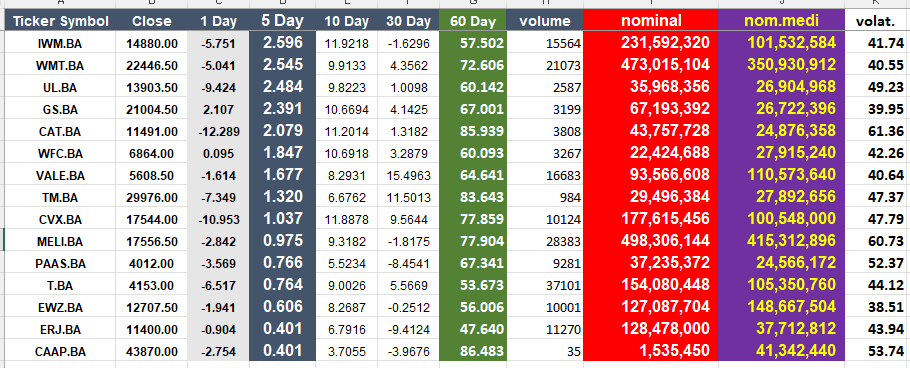 Ticker Symbol Close 1 Day 5 Day 10 Day 30 Day 60 Day volume nominal nom.medi volat.
IWM.BA 14880.00 -5.751 2.596 11.9218 -1.6296 57.502 15564 231,592,320 101,532,584 41.74
WMT.BA 22446.50 -5.041 2.545 9.9133 4.3562 72.606 21073 473,015,104 350,930,912 40.55
UL.BA 13903.50 -9.424 2.484 9.8223 1.0098 60.142 2587 35,968,356 26,904,968 49.23
GS.BA 21004.50 2.107 2.391 10.6694 4.1425 67.001 3199 67,193,392 26,722,396 39.95
CAT.BA 11491.00 -12.289 2.079 11.2014 1.3182 85.939 3808 43,757,728 24,876,358 61.36
WFC.BA 6864.00 0.095 1.847 10.6918 3.2879 60.093 3267 22,424,688 27,915,240 42.26
VALE.BA 5608.50 -1.614 1.677 8.2931 15.4963 64.641 16683 93,566,608 110,573,640 40.64
TM.BA 29976.00 -7.349 1.320 6.6762 11.5013 83.643 984 29,496,384 27,892,656 47.37
CVX.BA 17544.00 -10.953 1.037 11.8878 9.5644 77.859 10124 177,615,456 100,548,000 47.79
MELI.BA 17556.50 -2.842 0.975 9.3182 -1.8175 77.904 28383 498,306,144 415,312,896 60.73
PAAS.BA 4012.00 -3.569 0.766 5.5234 -8.4541 67.341 9281 37,235,372 24,566,172 52.37
T.BA 4153.00 -6.517 0.764 9.0026 5.5669 53.673 37101 154,080,448 105,350,760 44.12
EWZ.BA 12707.50 -1.941 0.606 8.2687 -0.2512 56.006 10001 127,087,704 148,667,504 38.51
ERJ.BA 11400.00 -0.904 0.401 6.7916 -9.4124 47.640 11270 128,478,000 37,712,812 43.94
CAAP.BA 43870.00 -2.754 0.401 3.7055 -3.9676 86.483 35 1,535,450 41,342,440 53.74